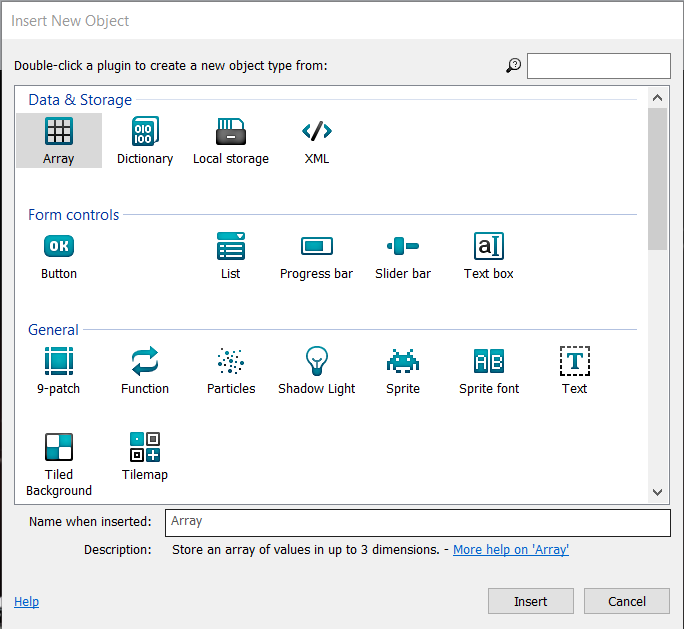 Insert New Object
Double-click a plugin to create a new object type from:
Data & Storage
Array Dictionary Local storage XML
Form controls
OK aI
Button List Progress bar Slider bar Text box
General
AB T
9-patch Function Particles Shadow Light Sprite Sprite font Text
Tiled Tilemap
Background
Name when inserted: Array
Description: Store an array of values in up to 3 dimensions. - More help on 'Array'
Help Insert Cancel